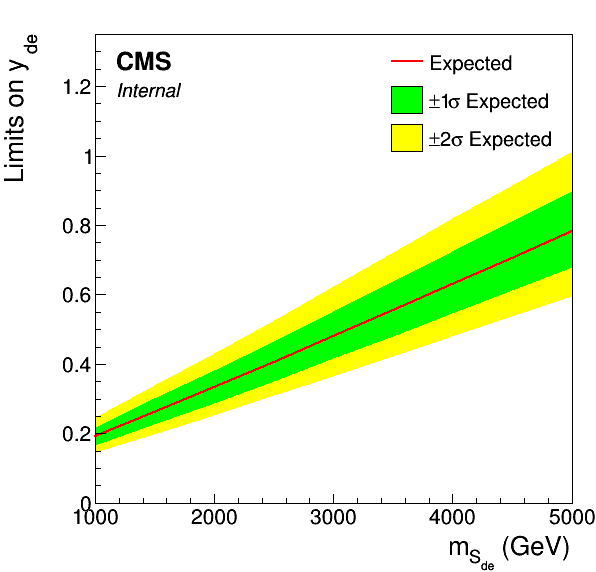 CMS
Internal
Expected
±1σ Expected
±2σ Expected
Limits on y_de
1.2
1
0.8
0.6
0.4
0.2
0
1000 2000 3000 4000 5000
m_S_de (GeV)